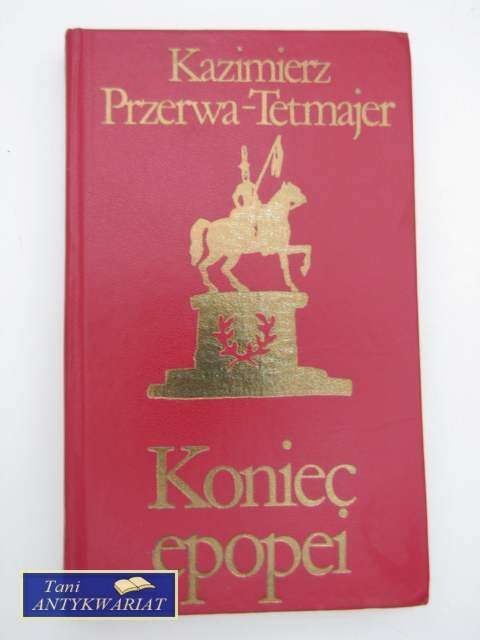 Kazimierz
Przerwa-Tetmajer
Koniec
epopei
Tani
ANTYKWARIAT